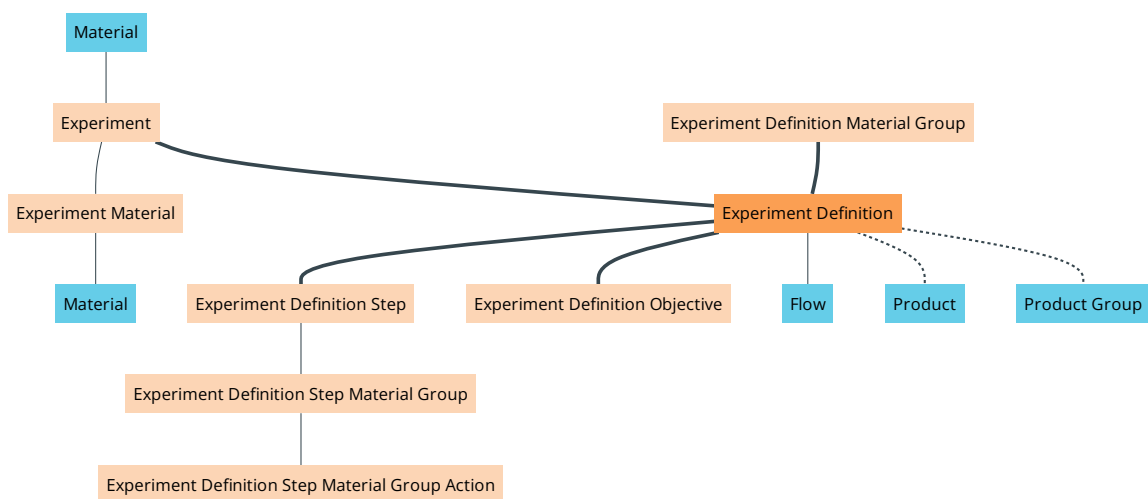 Material
Experiment
Experiment Definition Material Group
Experiment Material
Experiment Definition
Material
Experiment Definition Step
Experiment Definition Objective
Flow
Product
Product Group
Experiment Definition Step Material Group
Experiment Definition Step Material Group Action